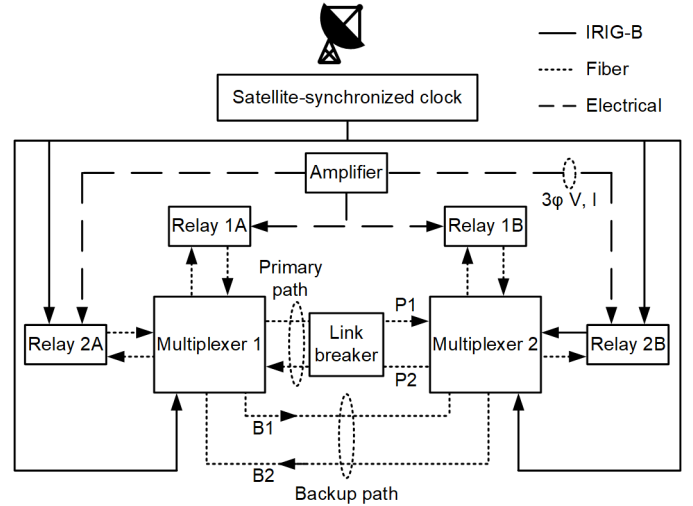 IRIG-B
Fiber
Electrical
Satellite-synchronized clock
Amplifier
3φ V, I
Relay 1A
Relay 1B
Primary
path
P1
Relay 2A
Multiplexer 1
Link
breaker
Multiplexer 2
Relay 2B
P2
B1
B2
Backup path